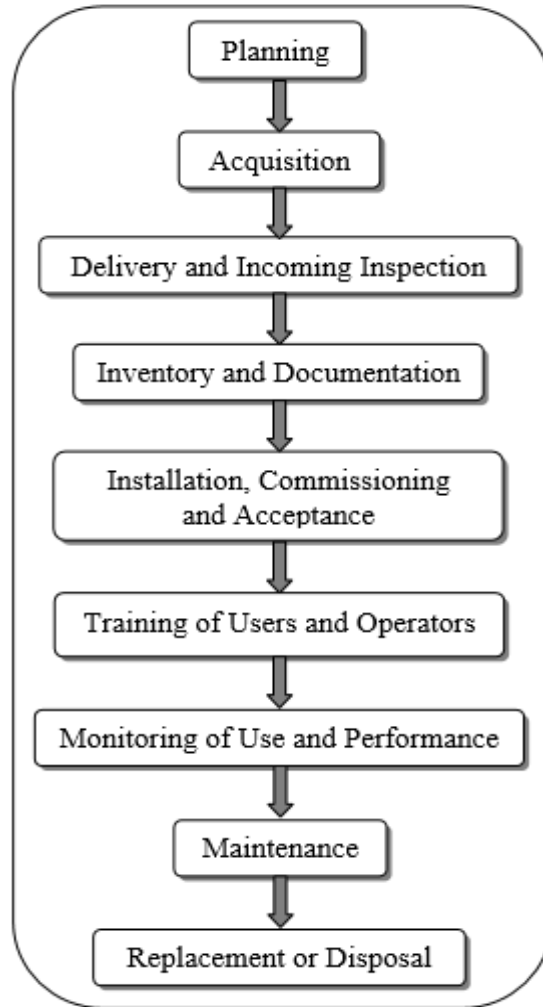 Planning
Acquisition
Delivery and Incoming Inspection
Inventory and Documentation
Installation, Commissioning
and Acceptance
Training of Users and Operators
Monitoring of Use and Performance
Maintenance
Replacement or Disposal